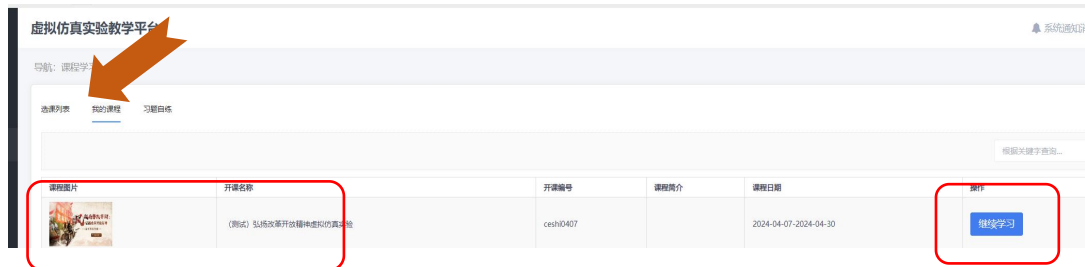 虚拟仿真实验教学平台
系统通知
导航: 课程学
选课列表 我的课程 习题自练
根据关键字查询...
课程图片 开课名称 开课编号 课程简介 课程日期 操作
(测试) 弘扬改革开放精神虚拟仿真实验 ceshi0407 2024-04-07-2024-04-30 继续学习